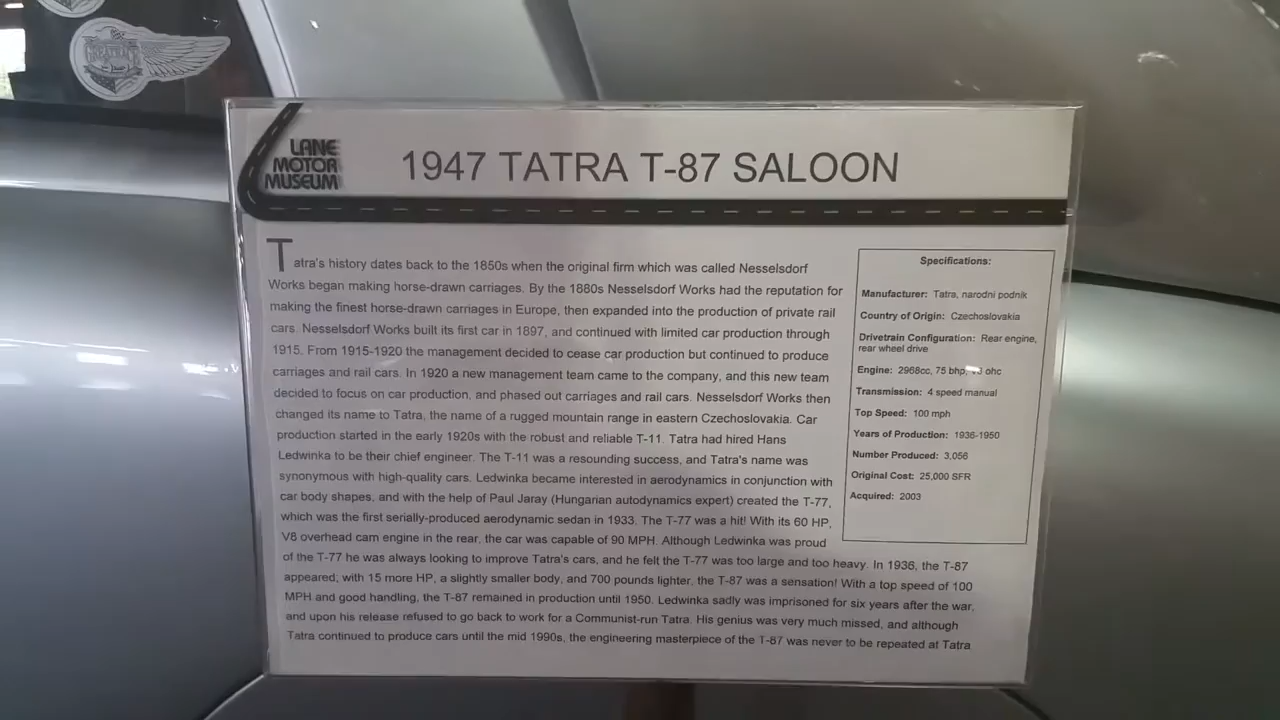 GREAT RACE
LANE
MOTOR
MUSEUM
1947 TATRA T-87 SALOON
Tatra's history dates back to the 1850s when the original firm which was called Nesselsdorf
Works began making horse-drawn carriages. By the 1880s Nesselsdorf Works had the reputation for
making the finest horse-drawn carriages in Europe, then expanded into the production of private rail
cars. Nesselsdorf Works built its first car in 1897, and continued with limited car production through
1915. From 1915-1920 the management decided to cease car production but continued to produce
carriages and rail cars. In 1920 a new management team came to the company, and this new team
decided to focus on car production, and phased out carriages and rail cars. Nesselsdorf Works then
changed its name to Tatra, the name of a rugged mountain range in eastern Czechoslovakia. Car
production started in the early 1920s with the robust and reliable T-11. Tatra had hired Hans
Ledwinka to be their chief engineer. The T-11 was a resounding success, and Tatra's name was
synonymous with high-quality cars. Ledwinka became interested in aerodynamics in conjunction with
car body shapes, and with the help of Paul Jaray (Hungarian autodynamics expert) created the T-77,
which was the first serially-produced aerodynamic sedan in 1933. The T-77 was a hit! With its 60 HP,
V8 overhead cam engine in the rear, the car was capable of 90 MPH. Although Ledwinka was proud
of the T-77 he was always looking to improve Tatra's cars, and he felt the T-77 was too large and too heavy. In 1936, the T-87
appeared; with 15 more HP, a slightly smaller body, and 700 pounds lighter, the T-87 was a sensation! With a top speed of 100
MPH and good handling, the T-87 remained in production until 1950. Ledwinka sadly was imprisoned for six years after the war,
and upon his release refused to go back to work for a Communist-run Tatra. His genius was very much missed, and although
Tatra continued to produce cars until the mid 1990s, the engineering masterpiece of the T-87 was never to be repeated at Tatra
Specifications:
Manufacturer: Tatra, narodni podnik
Country of Origin: Czechoslovakia
Drivetrain Configuration: Rear engine,
rear wheel drive
Engine: 2968cc, 75 bhp, ohc
Transmission: 4 speed manual
Top Speed: 100 mph
Years of Production: 1936-1950
Number Produced: 3,056
Original Cost: 25,000 SFR
Acquired: 2003